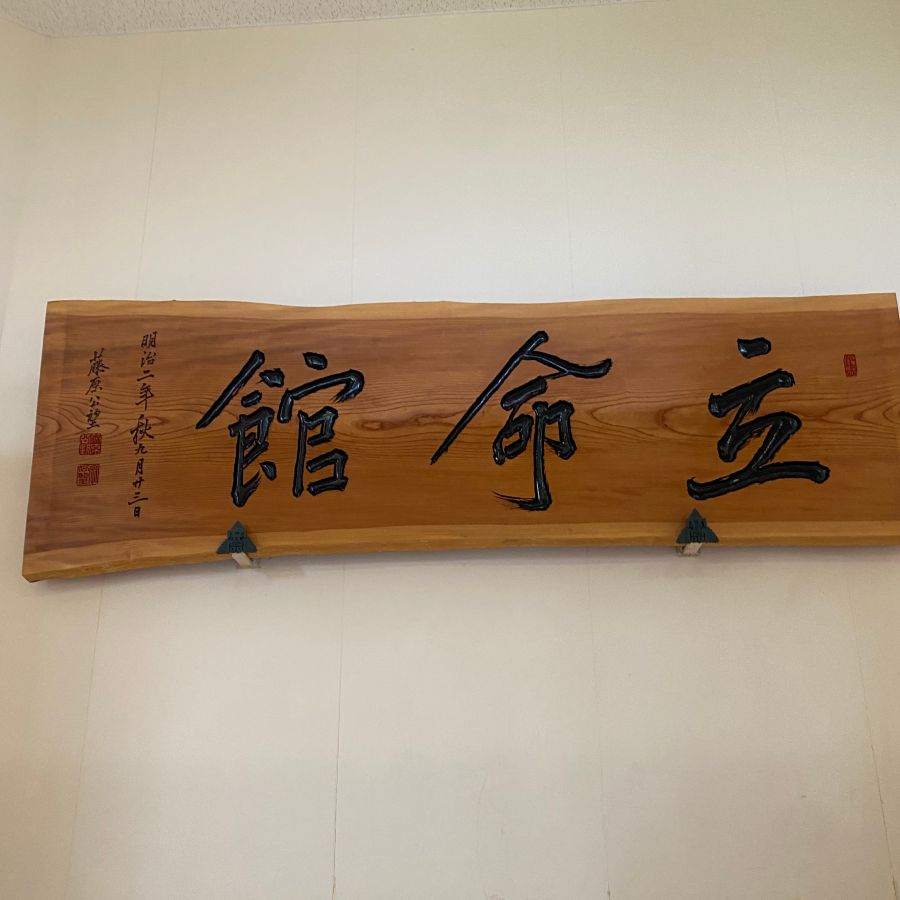 立命館
明治二年秋九月廿三日
藤原公望